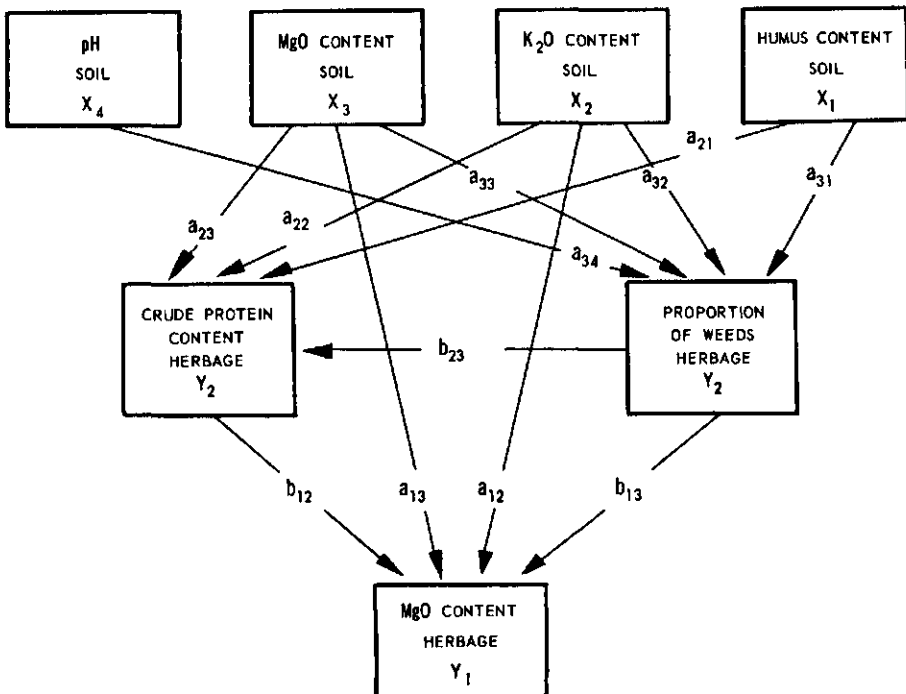 pH
SOIL
X4
MgO CONTENT
SOIL
X3
K2O CONTENT
SOIL
X2
HUMUS CONTENT
SOIL
X1
a21
a33
a32
a31
a23
a22
a34
CRUDE PROTEIN
CONTENT
HERBAGE
Y2
b23
PROPORTION
OF WEEDS
HERBAGE
Y2
b12
a13
a12
b13
MgO CONTENT
HERBAGE
Y1